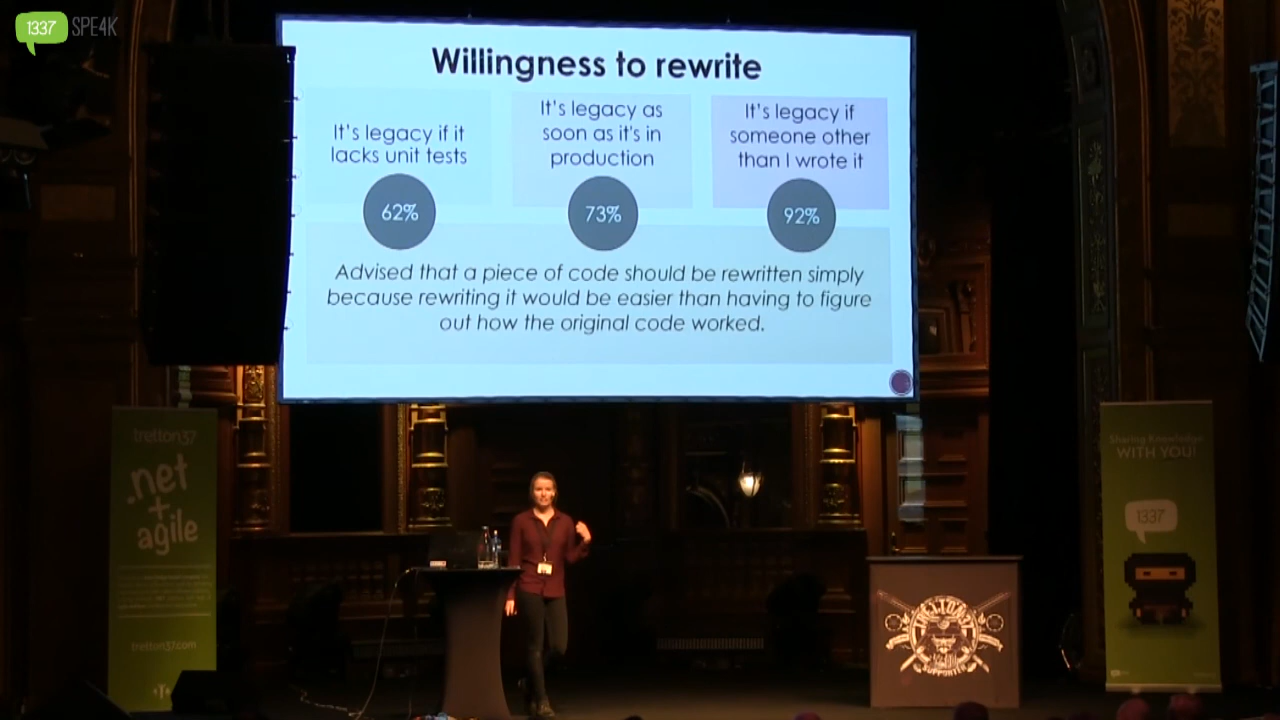 1337 SPE4K
Willingness to rewrite
It's legacy if it
lacks unit tests
62%
It's legacy as
soon as it's in
production
73%
It's legacy if
someone other
than I wrote it
92%
Advised that a piece of code should be rewritten simply
because rewriting it would be easier than having to figure
out how the original code worked.
tretton37
.net
+
agile
tretton37.com
TRETTON37
SUPPORTER
Sharing Knowledge
WITH YOU!
1337